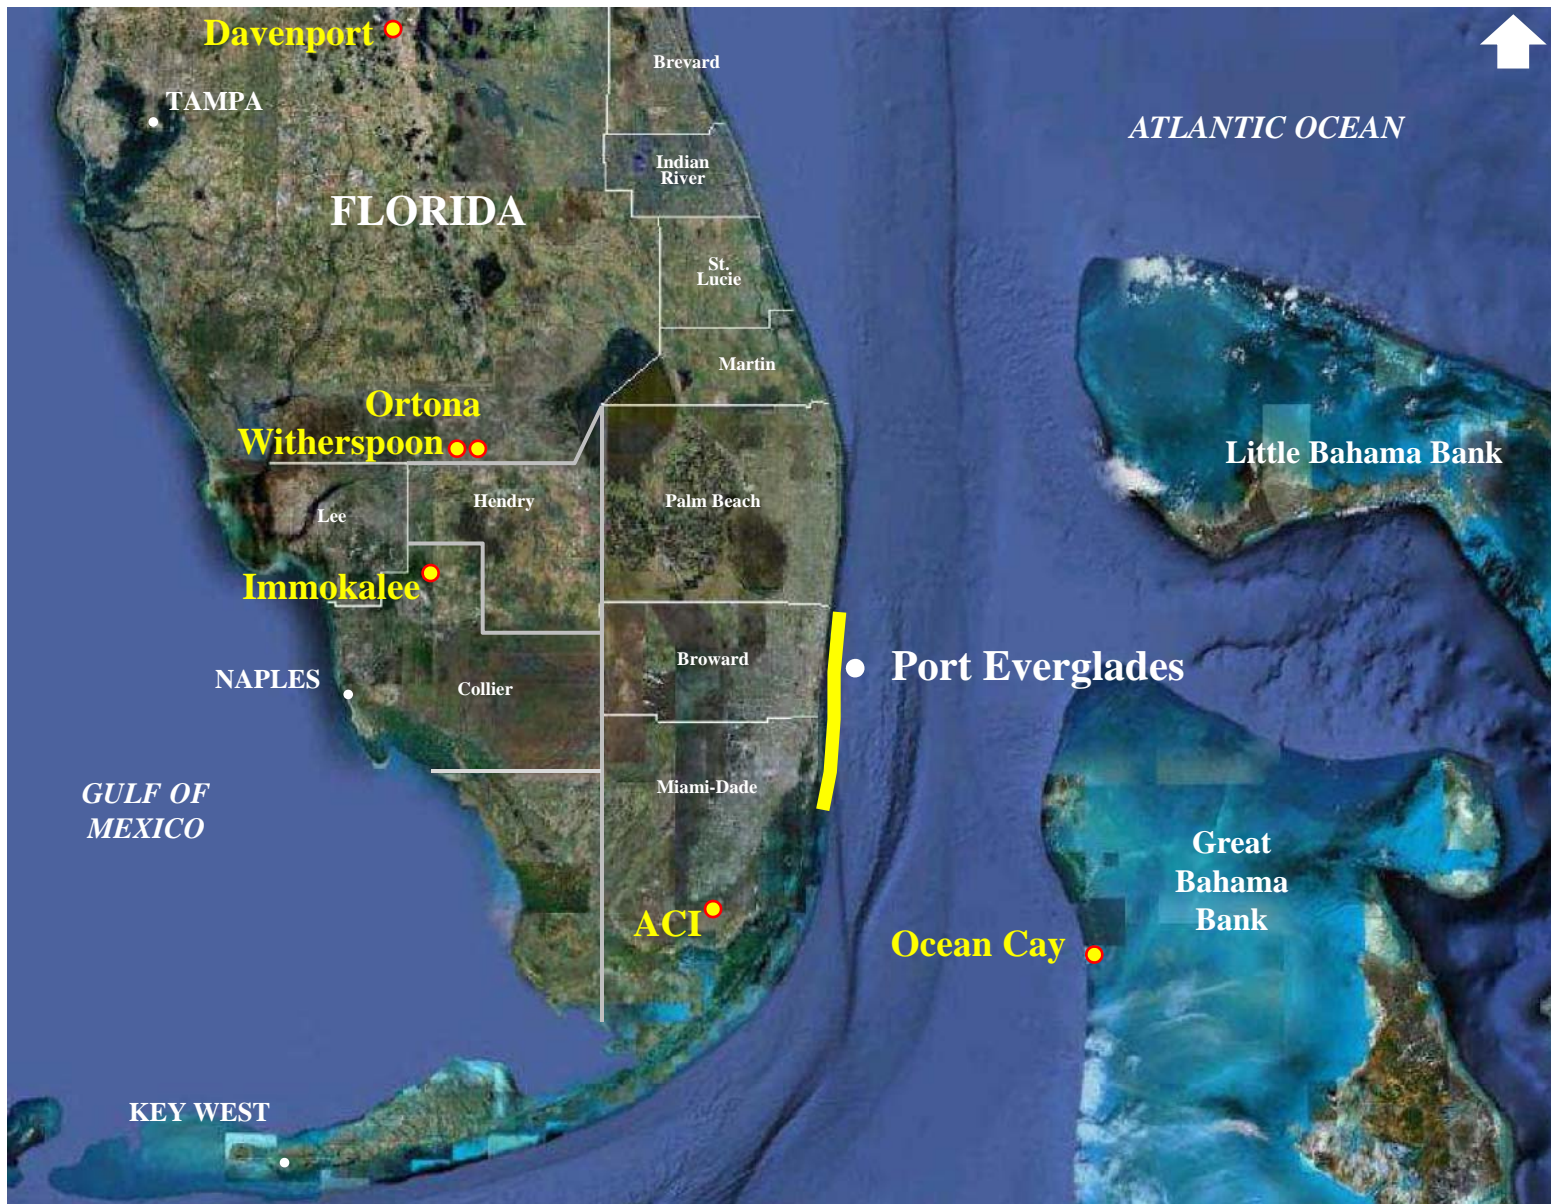 Davenport
Brevard
TAMPA
ATLANTIC OCEAN
Indian
River
FLORIDA
St.
Lucie
Martin
Ortona
Witherspoon
Little Bahama Bank
Hendry
Palm Beach
Lee
Immokalee
Broward
Port Everglades
NAPLES
Collier
Miami-Dade
GULF OF
MEXICO
Great
Bahama
Bank
ACI
Ocean Cay
KEY WEST